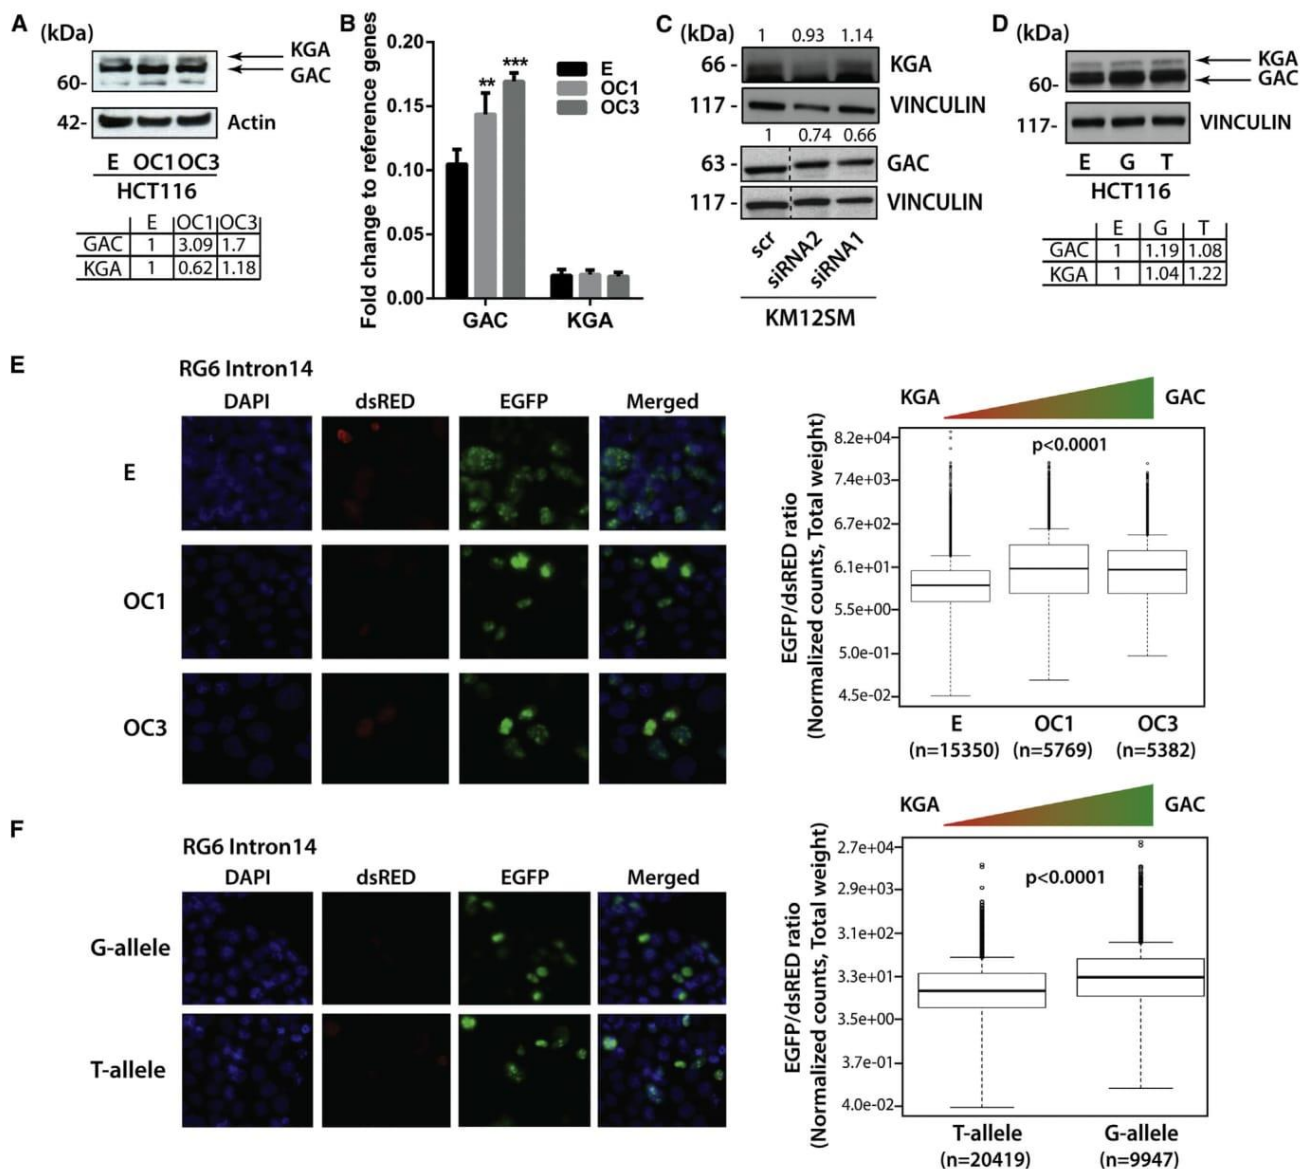 A
(kDa)
KGA
GAC
60-
42-
Actin
E OC1 OC3
HCT116
E OC1 OC3
GAC 1 3.09 1.7
KGA 1 0.62 1.18
B
Fold change to reference genes
0.20
0.15
0.10
0.05
0.00
**
***
E
OC1
OC3
GAC
KGA
C
(kDa)
1 0.93 1.14
66 -
KGA
117-
VINCULIN
1 0.74 0.66
63 -
GAC
117 -
VINCULIN
scr
siRNA2
siRNA1
KM12SM
D
(kDa)
KGA
60-
GAC
117-
VINCULIN
E G T
HCT116
E G T
GAC 1 1.19 1.08
KGA 1 1.04 1.22
E
RG6 Intron14
DAPI dsRED EGFP Merged
E
OC1
OC3
KGA
GAC
p<0.0001
EGFP/dsRED ratio
(Normalized counts, Total weight)
8.2e+04
7.4e+03
6.7e+02
6.1e+01
5.5e+00
5.0e-01
4.5e-02
E OC1 OC3
(n=15350) (n=5769) (n=5382)
F
RG6 Intron14
DAPI dsRED EGFP Merged
G-allele
T-allele
KGA
GAC
p<0.0001
EGFP/dsRED ratio
(Normalized counts, Total weight)
2.7e+04
2.9e+03
3.1e+02
3.3e+01
3.5e+00
3.7e-01
4.0e-02
T-allele G-allele
(n=20419) (n=9947)